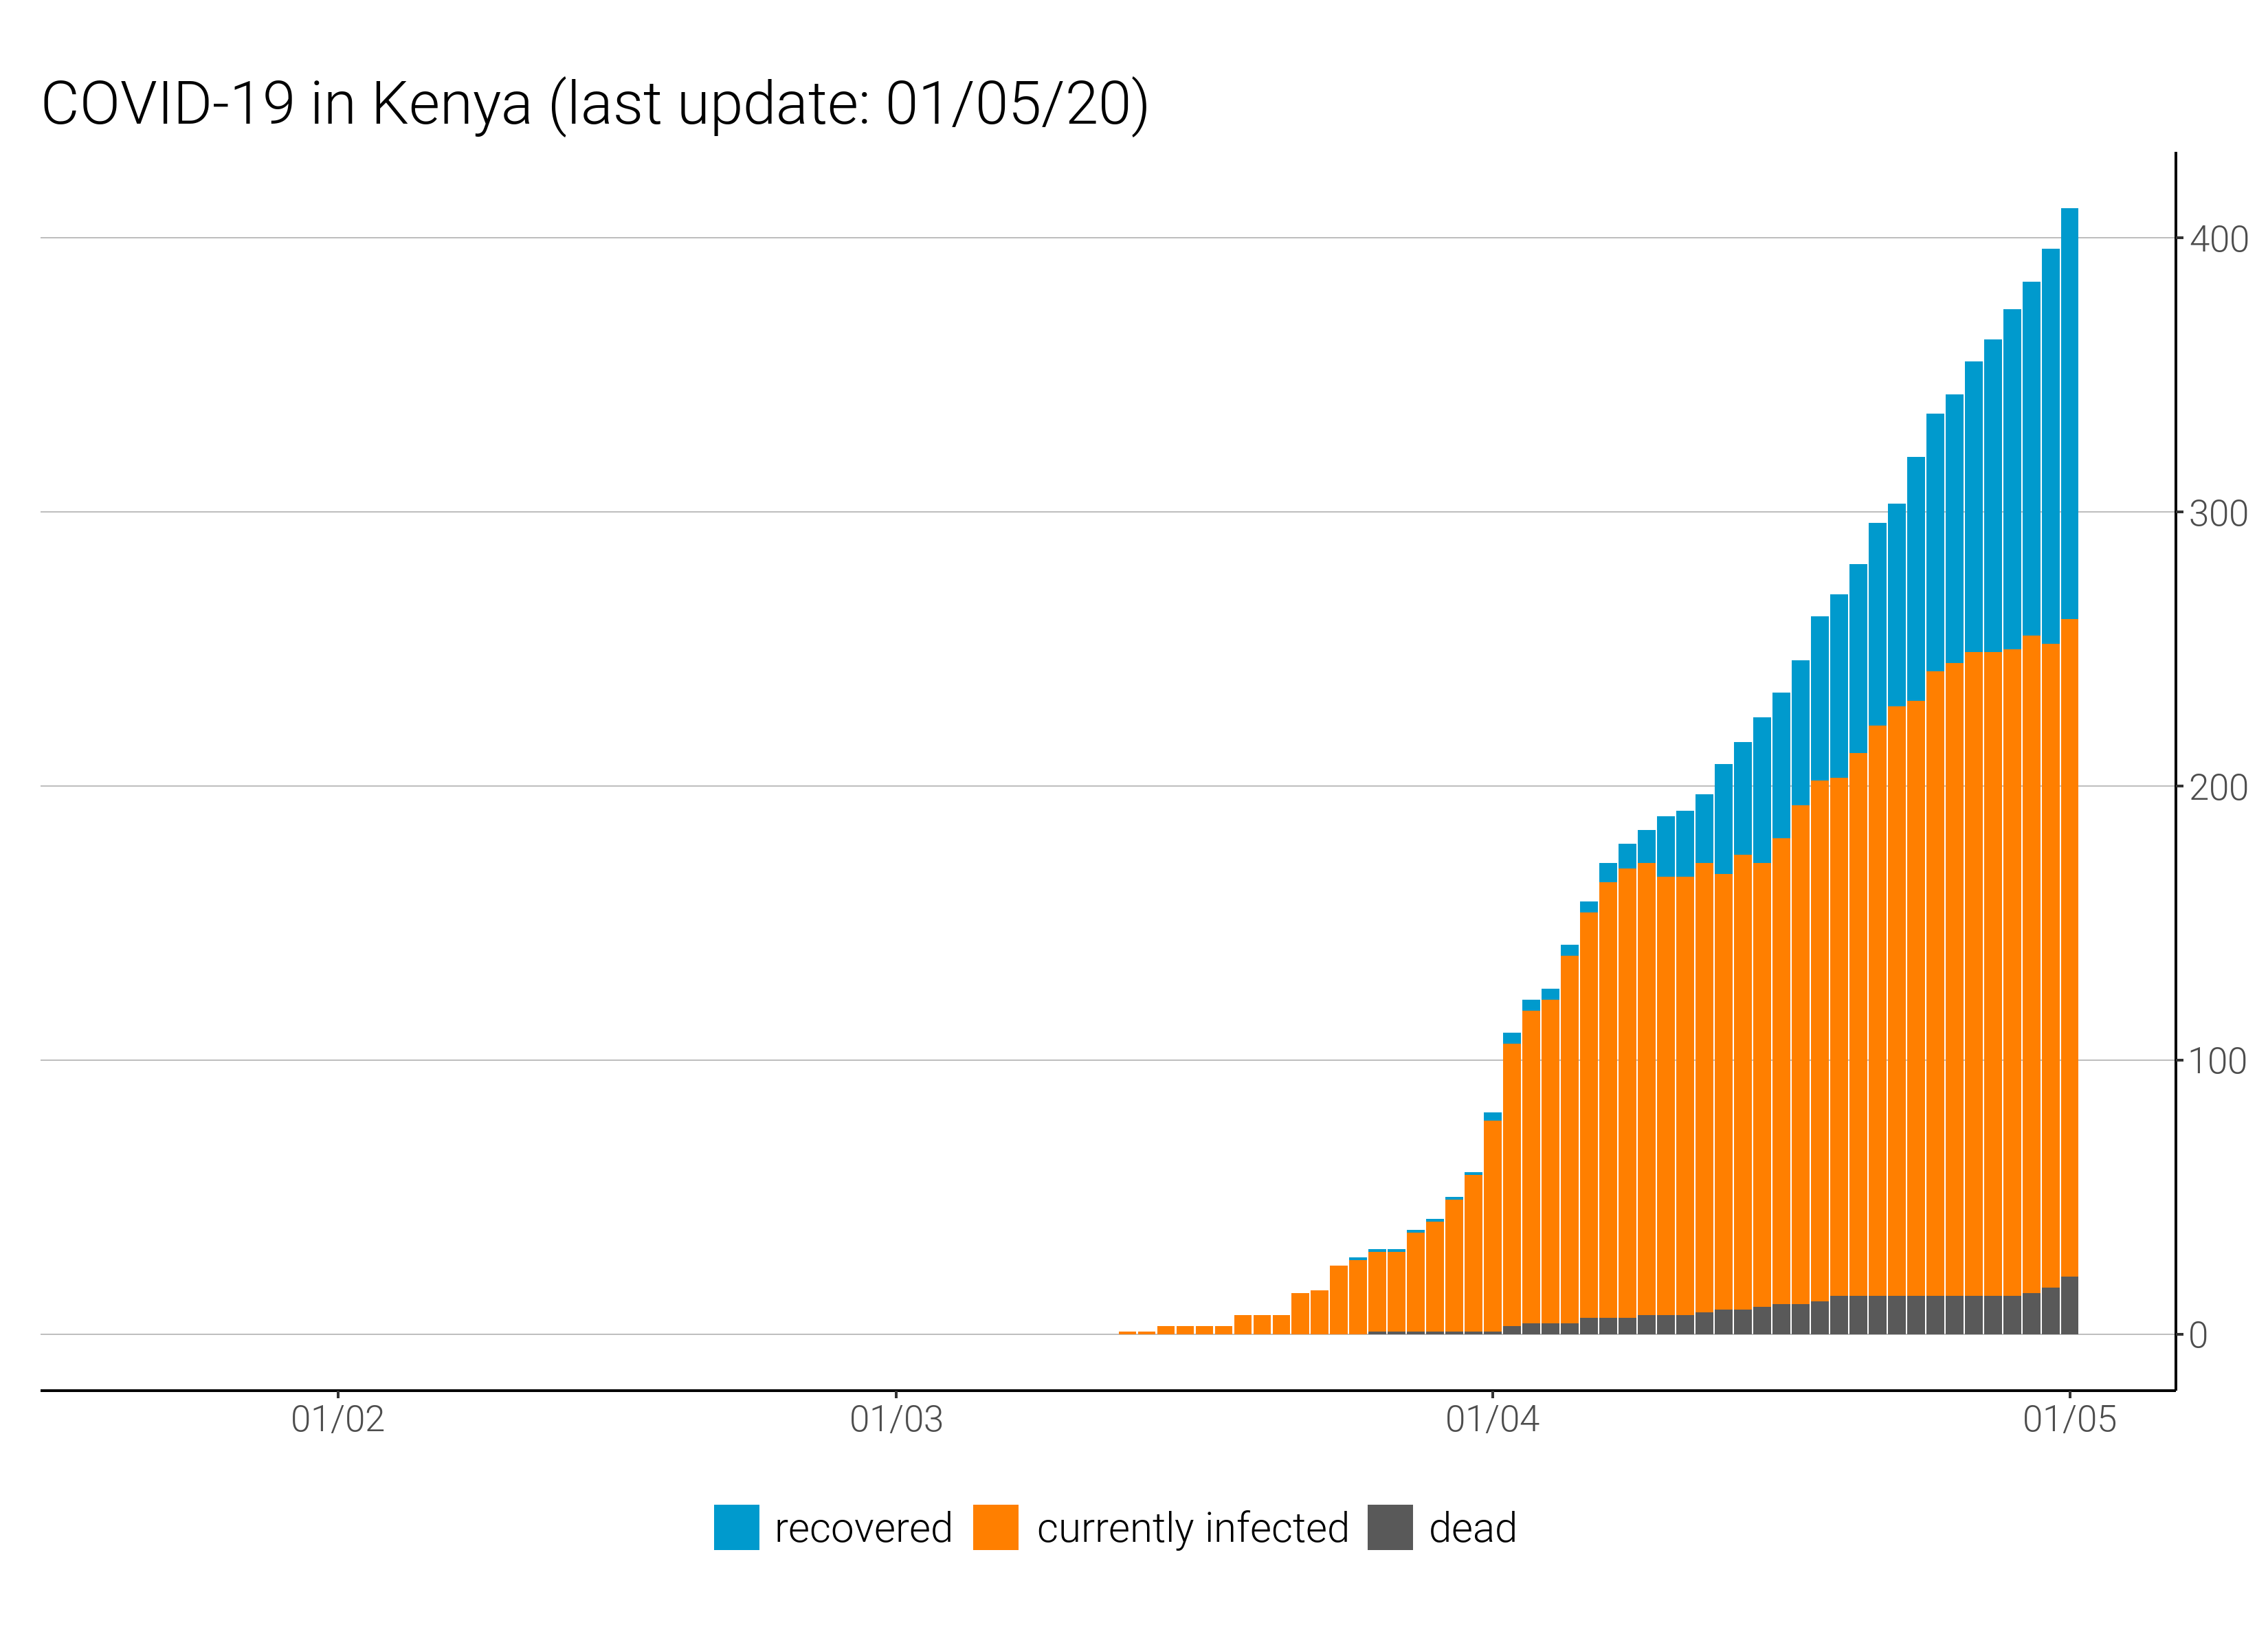 COVID-19 in Kenya (last update: 01/05/20)
400
300
200
100
0
01/02 01/03 01/04 01/05
recovered currently infected dead